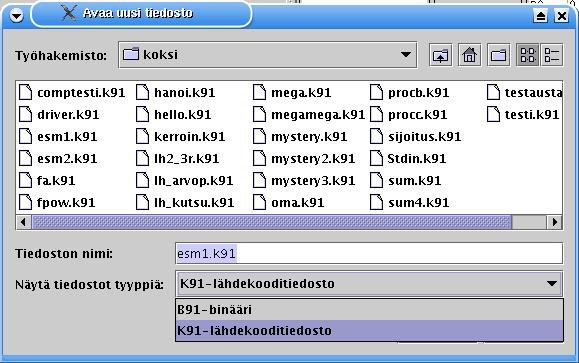 Avaa uusi tiedosto
Työhakemisto: koksi
comptesti.k91 hanoi.k91 mega.k91 procb.k91 testausta
driver.k91 hello.k91 megamega.k91 procc.k91 testi.k91
esm1.k91 kerroin.k91 mystery.k91 sijoitus.k91
esm2.k91 lh2_3r.k91 mystery2.k91 Stdin.k91
fa.k91 lh_arvop.k91 mystery3.k91 sum.k91
fpow.k91 lh_kutsu.k91 oma.k91 sum4.k91
Tiedoston nimi: esm1.k91
Näytä tiedostot tyyppiä: K91-lähdekooditiedosto
B91-binääri
K91-lähdekooditiedosto